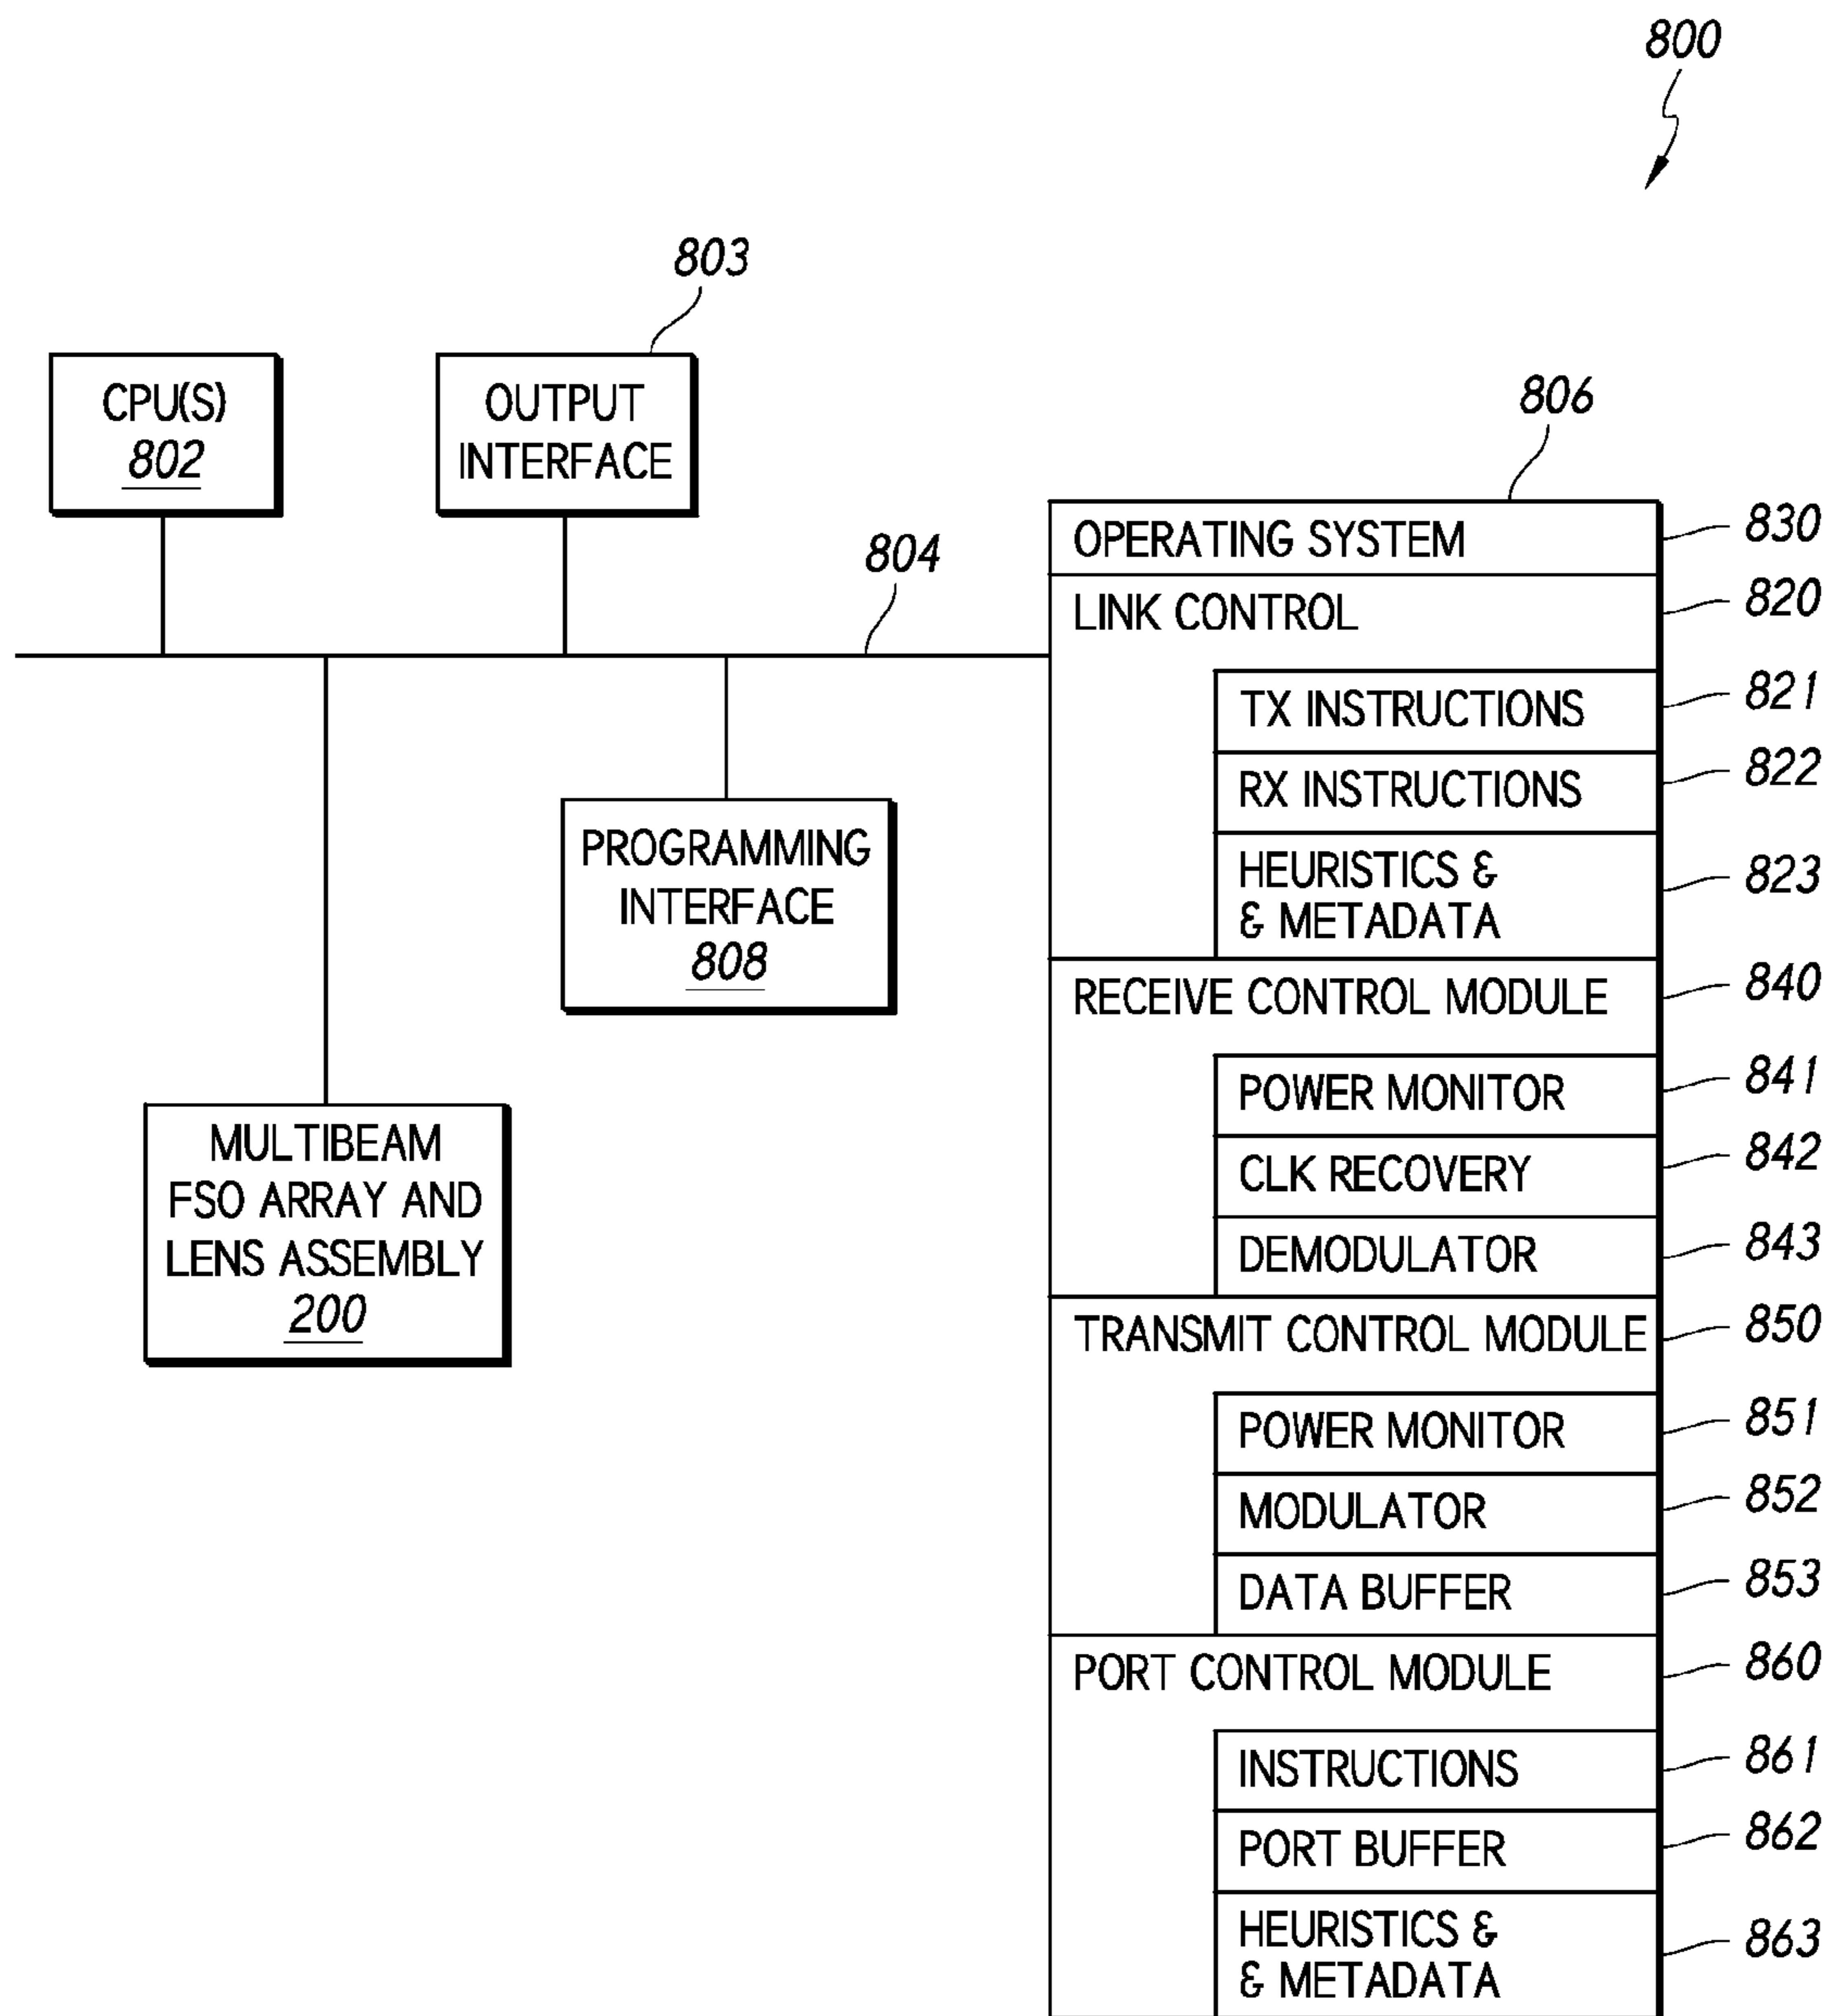 800
803
CPU(S)
802
OUTPUT
INTERFACE
806
804
OPERATING SYSTEM
830
LINK CONTROL
820
TX INSTRUCTIONS
821
RX INSTRUCTIONS
822
HEURISTICS &
& METADATA
823
PROGRAMMING
INTERFACE
808
RECEIVE CONTROL MODULE
840
POWER MONITOR
841
CLK RECOVERY
842
DEMODULATOR
843
MULTIBEAM
FSO ARRAY AND
LENS ASSEMBLY
200
TRANSMIT CONTROL MODULE
850
POWER MONITOR
851
MODULATOR
852
DATA BUFFER
853
PORT CONTROL MODULE
860
INSTRUCTIONS
861
PORT BUFFER
862
HEURISTICS &
& METADATA
863